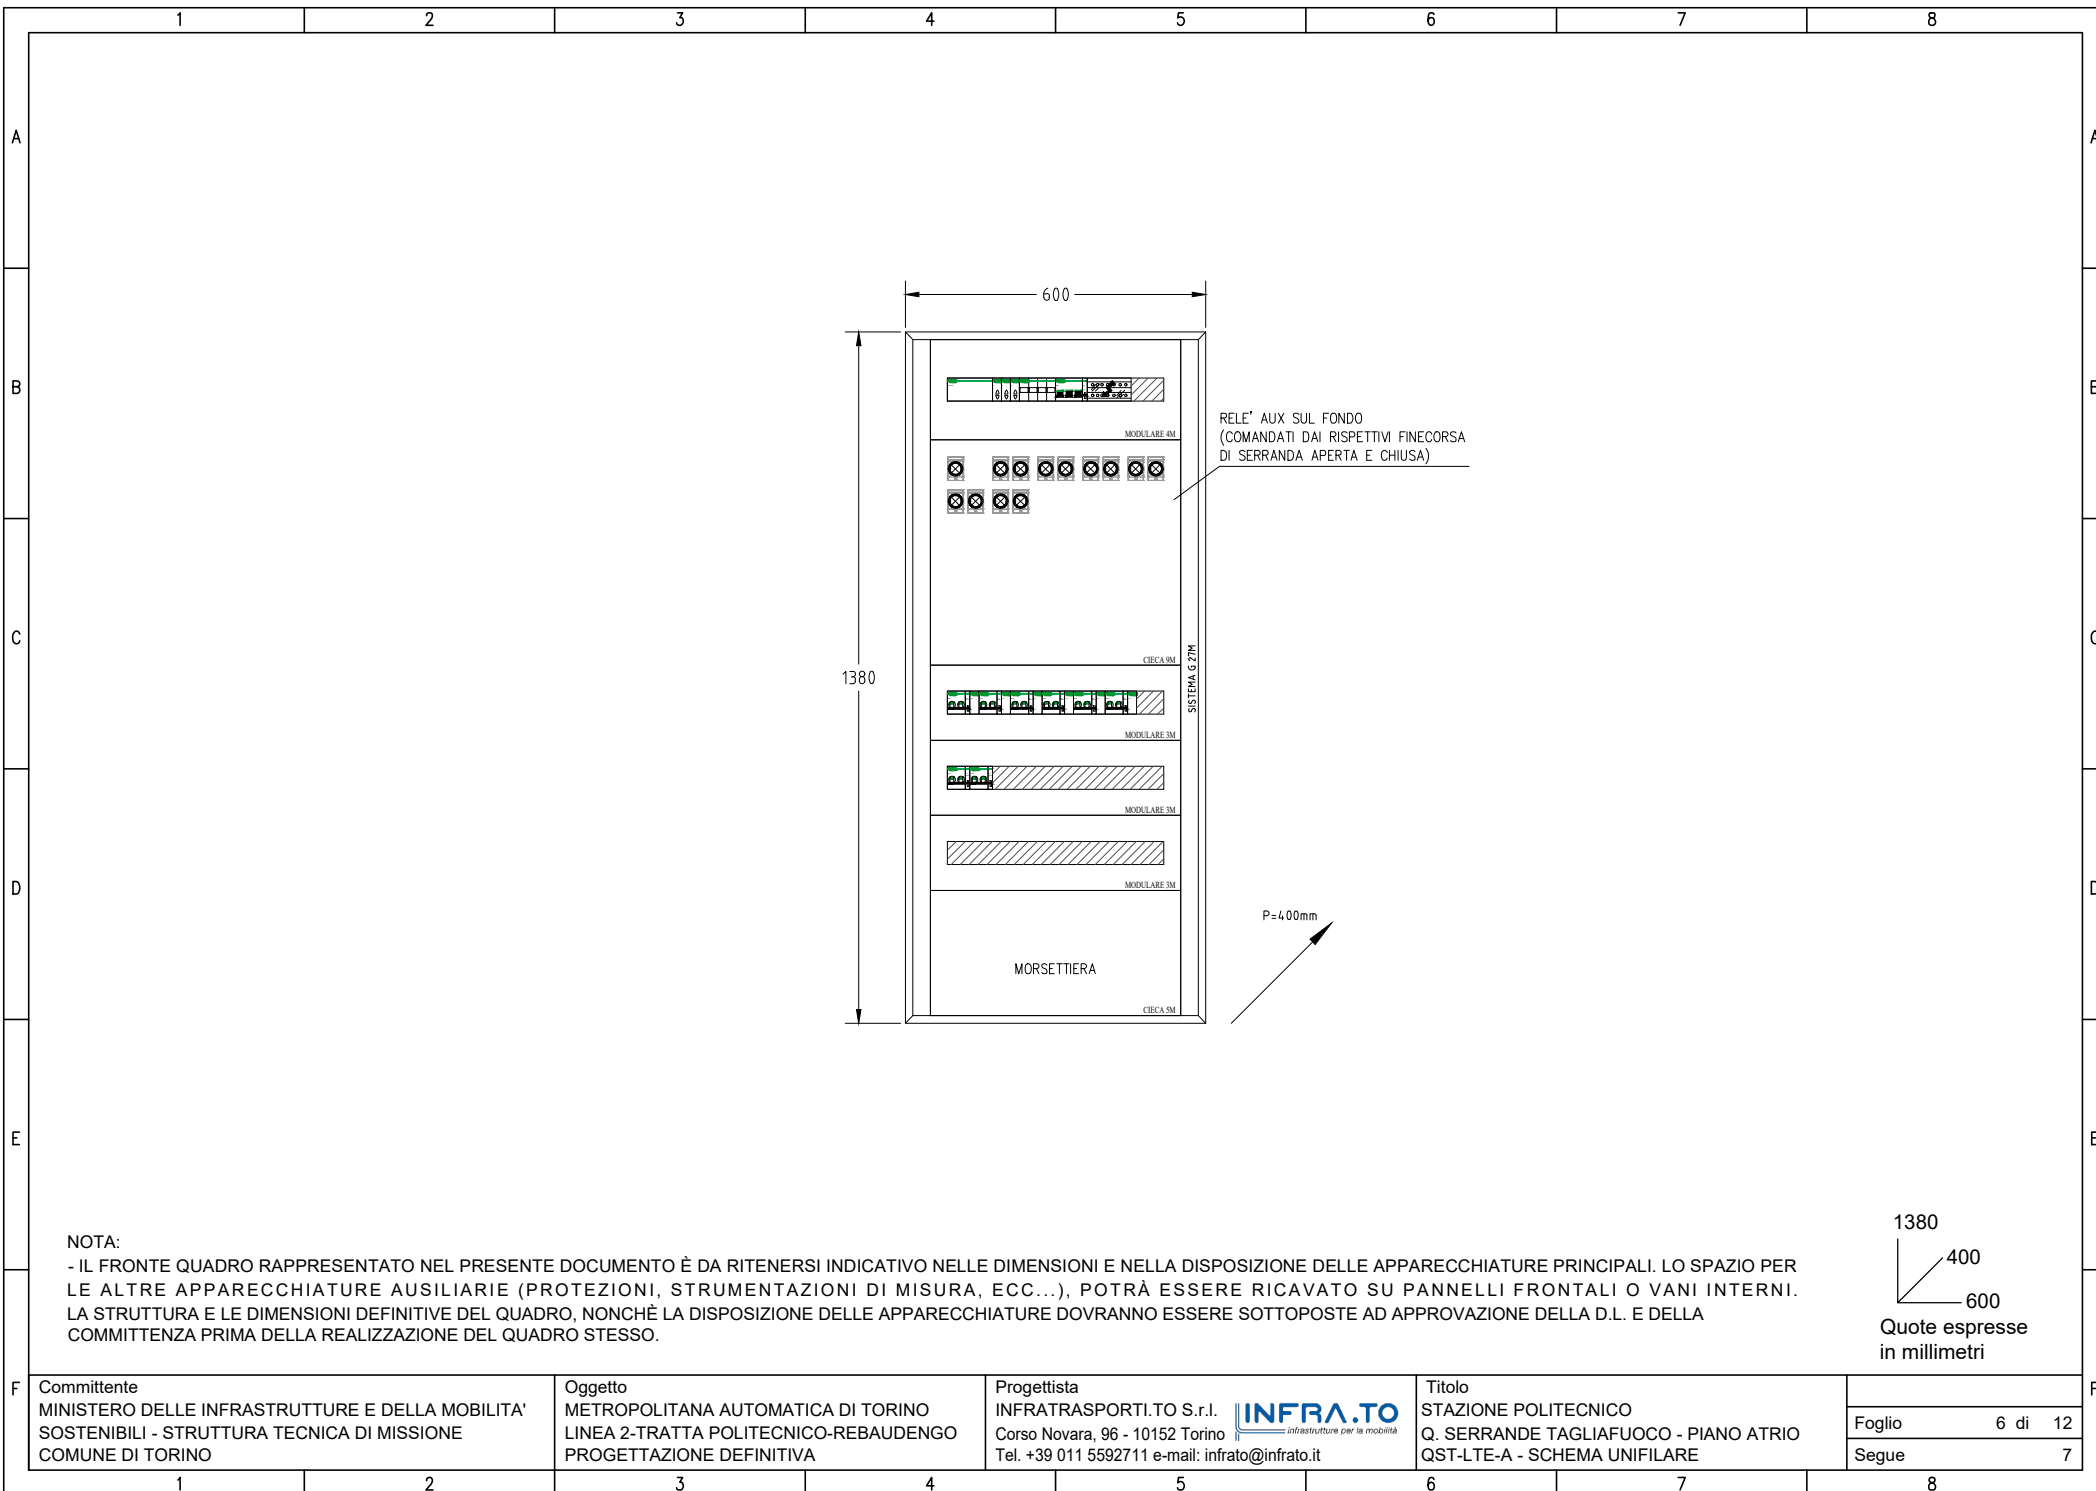 1 2 3 4 5 6 7 8
A A
B B
C C
D D
E E
F F
600
1380
MODULARE 4M
RELE' AUX SUL FONDO
(COMANDATI DAI RISPETTIVI FINECORSA
DI SERRANDA APERTA E CHIUSA)
CIECA 9M
SISTEMA G 27M
MODULARE 3M
MODULARE 3M
MODULARE 3M
P=400mm
MORSETTIERA
CIECA 5M
NOTA:
- IL FRONTE QUADRO RAPPRESENTATO NEL PRESENTE DOCUMENTO È DA RITENERSI INDICATIVO NELLE DIMENSIONI E NELLA DISPOSIZIONE DELLE APPARECCHIATURE PRINCIPALI. LO SPAZIO PER
LE ALTRE APPARECCHIATURE AUSILIARIE (PROTEZIONI, STRUMENTAZIONI DI MISURA, ECC...), POTRÀ ESSERE RICAVATO SU PANNELLI FRONTALI O VANI INTERNI.
LA STRUTTURA E LE DIMENSIONI DEFINITIVE DEL QUADRO, NONCHÈ LA DISPOSIZIONE DELLE APPARECCHIATURE DOVRANNO ESSERE SOTTOPOSTE AD APPROVAZIONE DELLA D.L. E DELLA
COMMITTENZA PRIMA DELLA REALIZZAZIONE DEL QUADRO STESSO.
1380
400
600
Quote espresse
in millimetri
Committente
MINISTERO DELLE INFRASTRUTTURE E DELLA MOBILITA'
SOSTENIBILI - STRUTTURA TECNICA DI MISSIONE
COMUNE DI TORINO
Oggetto
METROPOLITANA AUTOMATICA DI TORINO
LINEA 2-TRATTA POLITECNICO-REBAUDENGO
PROGETTAZIONE DEFINITIVA
Progettista
INFRATRASPORTI.TO S.r.l.
Corso Novara, 96 - 10152 Torino
Tel. +39 011 5592711 e-mail: infrato@infrato.it
INFRA.TO
infrastrutture per la mobilità
Titolo
STAZIONE POLITECNICO
Q. SERRANDE TAGLIAFUOCO - PIANO ATRIO
QST-LTE-A - SCHEMA UNIFILARE
Foglio 6 di 12
Segue 7
1 2 3 4 5 6 7 8